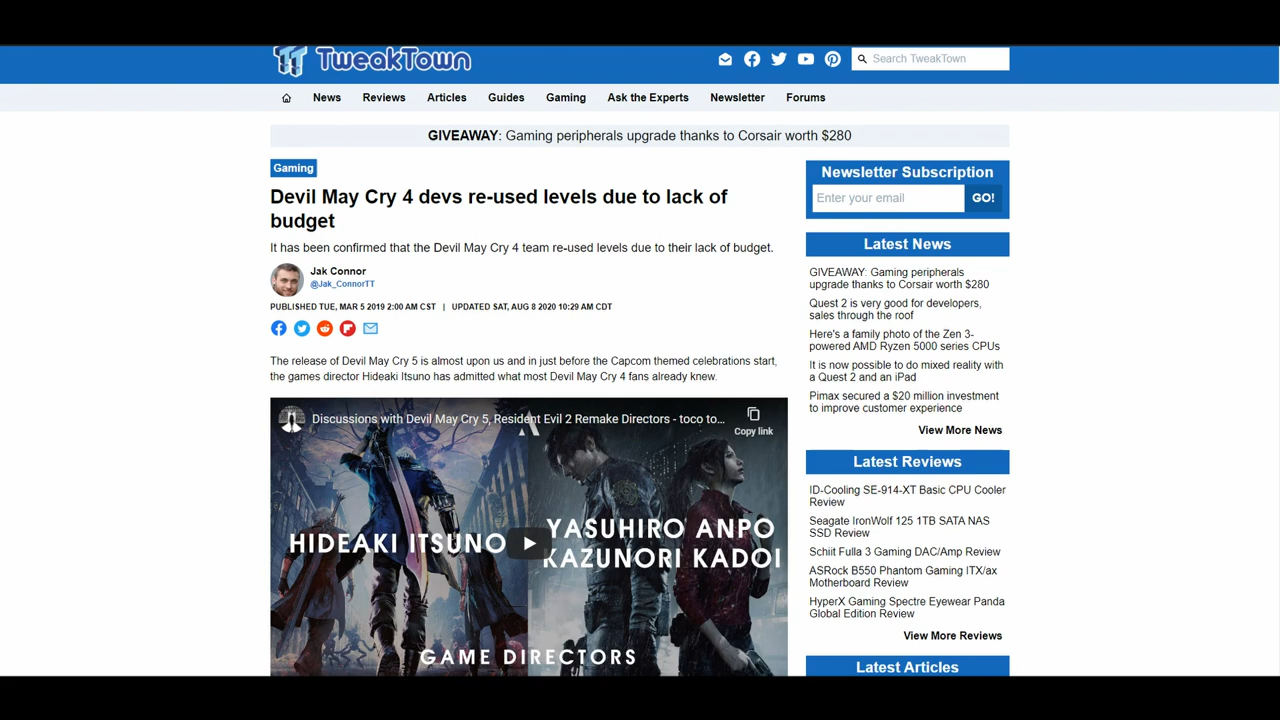 TT TweakTown
Search TweakTown
News Reviews Articles Guides Gaming Ask the Experts Newsletter Forums
GIVEAWAY: Gaming peripherals upgrade thanks to Corsair worth $280
Gaming
Devil May Cry 4 devs re-used levels due to lack of
budget
It has been confirmed that the Devil May Cry 4 team re-used levels due to their lack of budget.
Jak Connor
@Jak_ConnorTT
PUBLISHED TUE, MAR 5 2019 2:00 AM CST | UPDATED SAT, AUG 8 2020 10:29 AM CDT
The release of Devil May Cry 5 is almost upon us and in just before the Capcom themed celebrations start,
the games director Hideaki Itsuno has admitted what most Devil May Cry 4 fans already knew.
Discussions with Devil May Cry 5, Resident Evil 2 Remake Directors - toco to...
Copy link
HIDEAKI ITSUNO
YASUHIRO ANPO
KAZUNORI KADOI
GAME DIRECTORS
Newsletter Subscription
Enter your email GO!
Latest News
GIVEAWAY: Gaming peripherals
upgrade thanks to Corsair worth $280
Quest 2 is very good for developers,
sales through the roof
Here's a family photo of the Zen 3-
powered AMD Ryzen 5000 series CPUs
It is now possible to do mixed reality with
a Quest 2 and an iPad
Pimax secured a $20 million investment
to improve customer experience
View More News
Latest Reviews
ID-Cooling SE-914-XT Basic CPU Cooler
Review
Seagate IronWolf 125 1TB SATA NAS
SSD Review
Schiit Fulla 3 Gaming DAC/Amp Review
ASRock B550 Phantom Gaming ITX/ax
Motherboard Review
HyperX Gaming Spectre Eyewear Panda
Global Edition Review
View More Reviews
Latest Articles